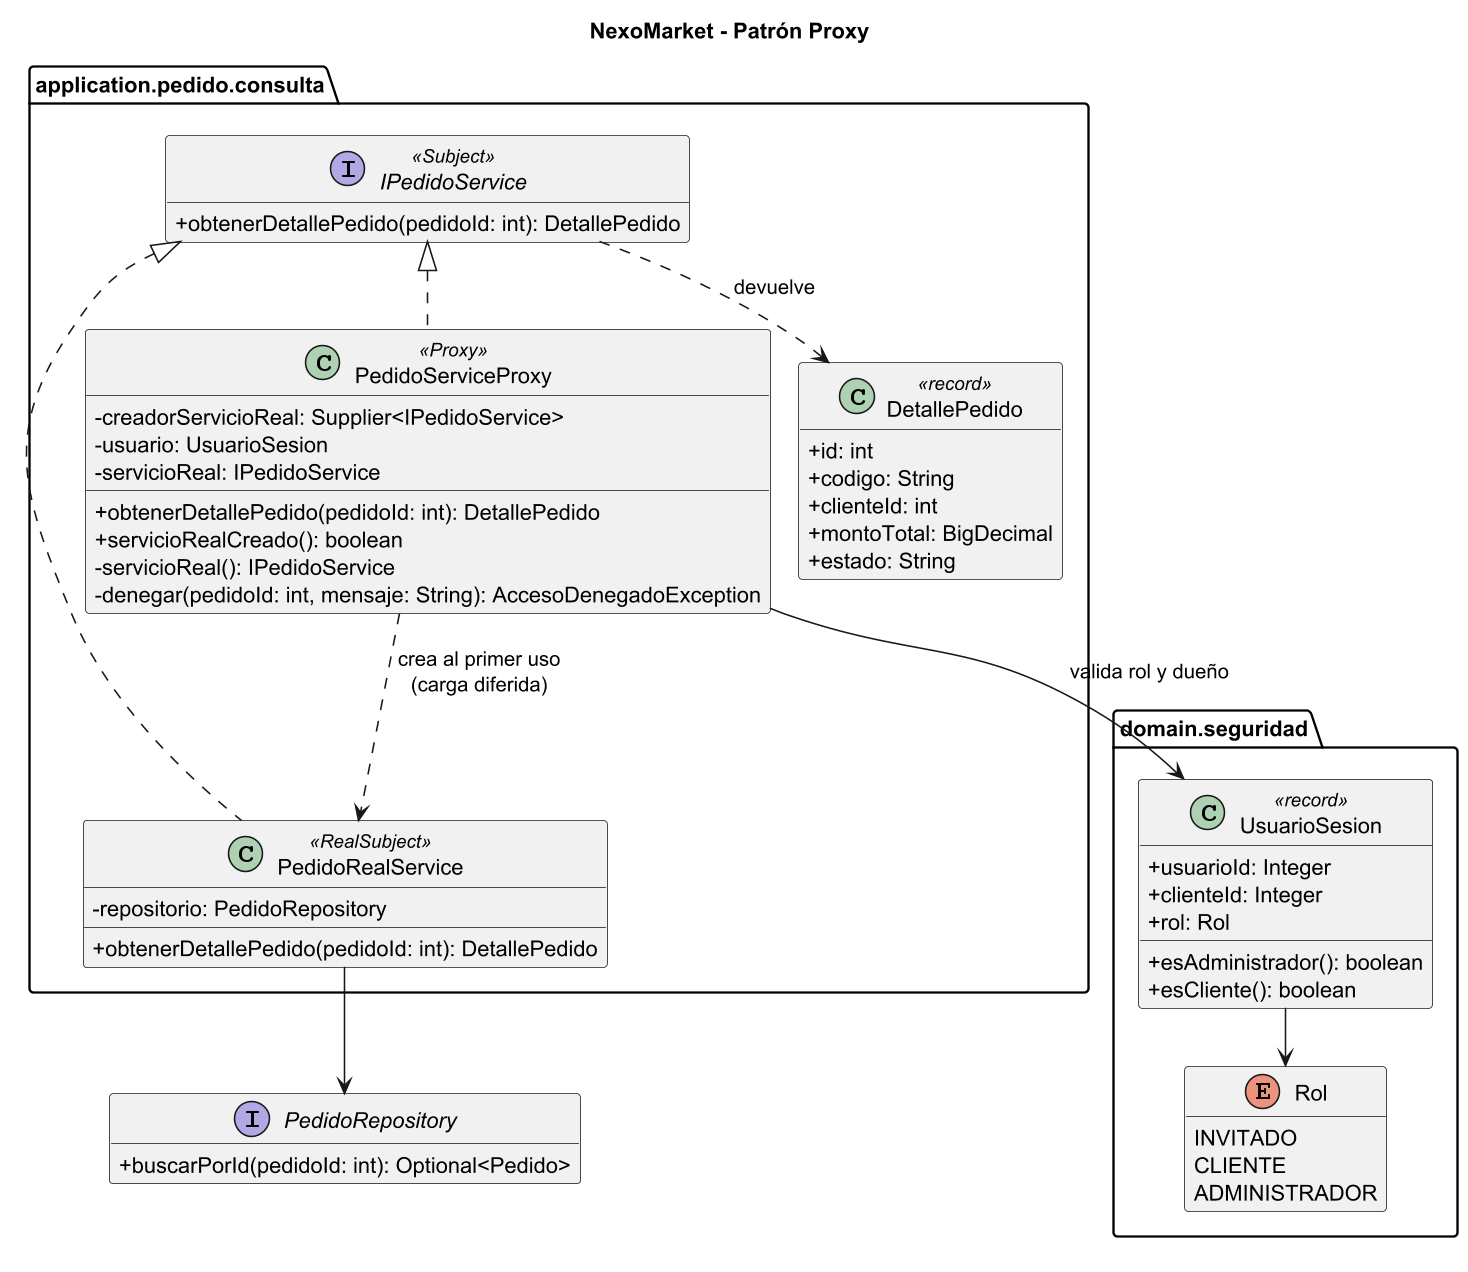 NexoMarket - Patrón Proxy
application.pedido.consulta
«Subject»
I
IPedidoService
+obtenerDetallePedido(pedidoId: int): DetallePedido
devuelve
«Proxy»
C
PedidoServiceProxy
-creadorServicioReal: Supplier<IPedidoService>
-usuario: UsuarioSesion
-servicioReal: IPedidoService
+obtenerDetallePedido(pedidoId: int): DetallePedido
+servicioRealCreado(): boolean
-servicioReal(): IPedidoService
-denegar(pedidoId: int, mensaje: String): AccesoDenegadoException
«record»
C
DetallePedido
+id: int
+codigo: String
+clienteId: int
+montoTotal: BigDecimal
+estado: String
crea al primer uso
(carga diferida)
valida rol y dueño
domain.seguridad
«RealSubject»
C
PedidoRealService
-repositorio: PedidoRepository
+obtenerDetallePedido(pedidoId: int): DetallePedido
«record»
C
UsuarioSesion
+usuarioId: Integer
+clienteId: Integer
+rol: Rol
+esAdministrador(): boolean
+esCliente(): boolean
I
PedidoRepository
+buscarPorId(pedidoId: int): Optional<Pedido>
E
Rol
INVITADO
CLIENTE
ADMINISTRADOR